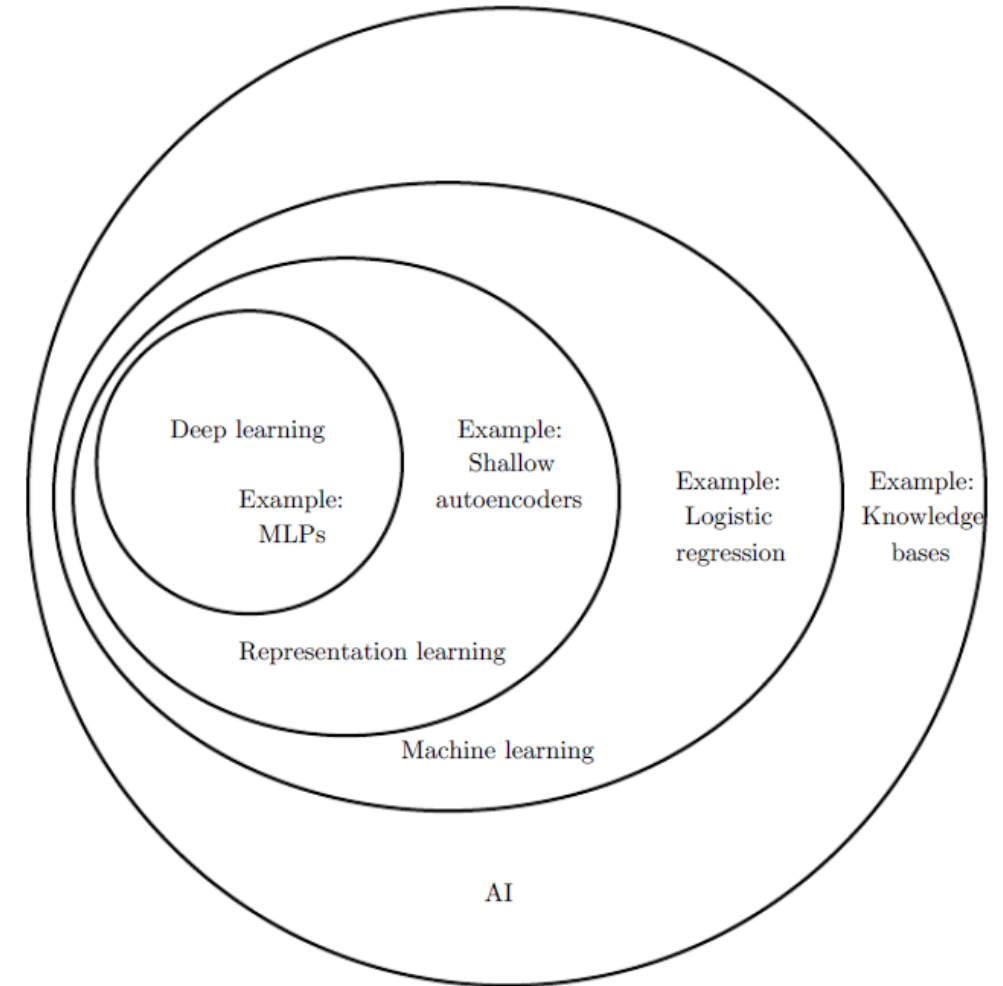 Deep learning
Example:
MLPs
Example:
Shallow
autoencoders
Example:
Logistic
regression
Example:
Knowledge
bases
Representation learning
Machine learning
AI